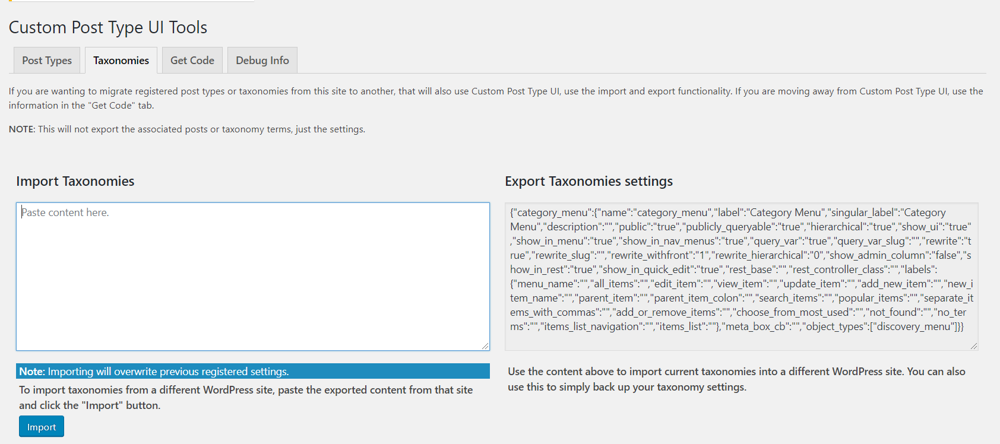 Custom Post Type UI Tools
Post Types
Taxonomies
Get Code
Debug Info
If you are wanting to migrate registered post types or taxonomies from this site to another, that will also use Custom Post Type UI, use the import and export functionality. If you are moving away from Custom Post Type UI, use the
information in the "Get Code" tab.
NOTE: This will not export the associated posts or taxonomy terms, just the settings.
Import Taxonomies
Paste content here.
Note: Importing will overwrite previous registered settings.
To import taxonomies from a different WordPress site, paste the exported content from that site
and click the "Import" button.
Import
Export Taxonomies settings
{"category_menu":{"name":"category_menu","label":"Category Menu","singular_label":"Category
Menu","description":"","public":"true","publicly_queryable":"true","hierarchical":"true","show_ui":"true"
,"show_in_menu":"true","show_in_nav_menus":"true","query_var":"true","query_var_slug":"","rewrite":"t
rue","rewrite_slug":"","rewrite_withfront":"1","rewrite_hierarchical":"0","show_admin_column":"false","s
how_in_rest":"true","show_in_quick_edit":"true","rest_base":"","rest_controller_class":"","labels":
{"menu_name":"","all_items":"","edit_item":"","view_item":"","update_item":"","add_new_item":"","new_i
tem_name":"","parent_item":"","parent_item_colon":"","search_items":"","popular_items":"","separate_it
ems_with_commas":"","add_or_remove_items":"","choose_from_most_used":"","not_found":"","no_ter
ms":"","items_list_navigation":"","items_list":""},"meta_box_cb":"","object_types":["discovery_menu"]}}
Use the content above to import current taxonomies into a different WordPress site. You can also
use this to simply back up your taxonomy settings.